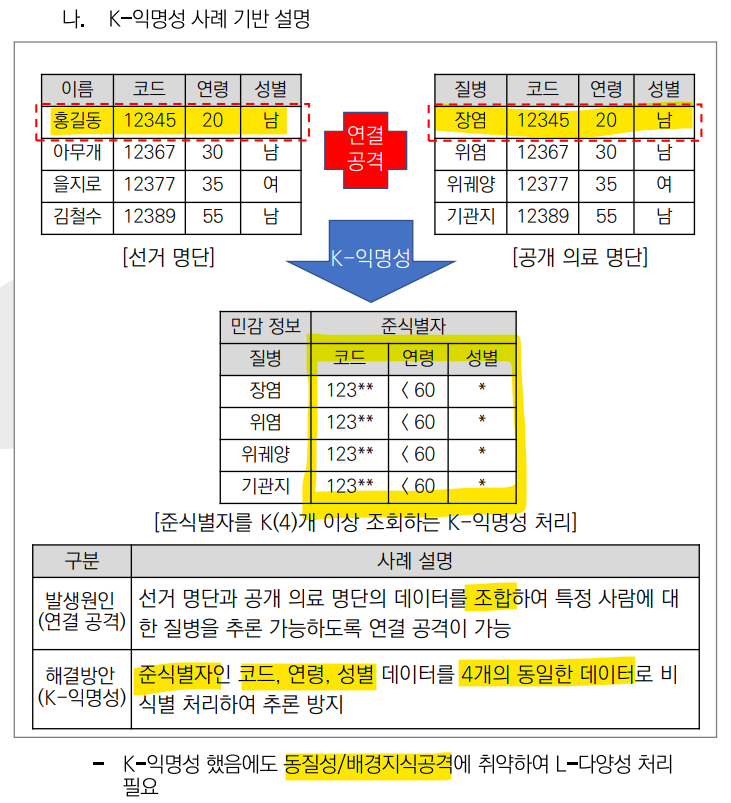 나. K-익명성 사례 기반 설명
이름 코드 연령 성별
홍길동 12345 20 남
아무개 12367 30 남
을지로 12377 35 여
김철수 12389 55 남
[선거 명단]
연결
공격
질병 코드 연령 성별
장염 12345 20 남
위염 12367 30 남
위궤양 12377 35 여
기관지 12389 55 남
[공개 의료 명단]
K-익명성
민감 정보 준식별자
질병 코드 연령 성별
장염 123** < 60 *
위염 123** < 60 *
위궤양 123** < 60 *
기관지 123** < 60 *
[준식별자를 K(4)개 이상 조회하는 K-익명성 처리]
구분 사례 설명
발생원인
(연결 공격)
선거 명단과 공개 의료 명단의 데이터를 조합하여 특정 사람에 대
한 질병을 추론 가능하도록 연결 공격이 가능
해결방안
(K-익명성)
준식별자인 코드, 연령, 성별 데이터를 4개의 동일한 데이터로 비
식별 처리하여 추론 방지
- K-익명성 했음에도 동질성/배경지식공격에 취약하여 L-다양성 처리
필요